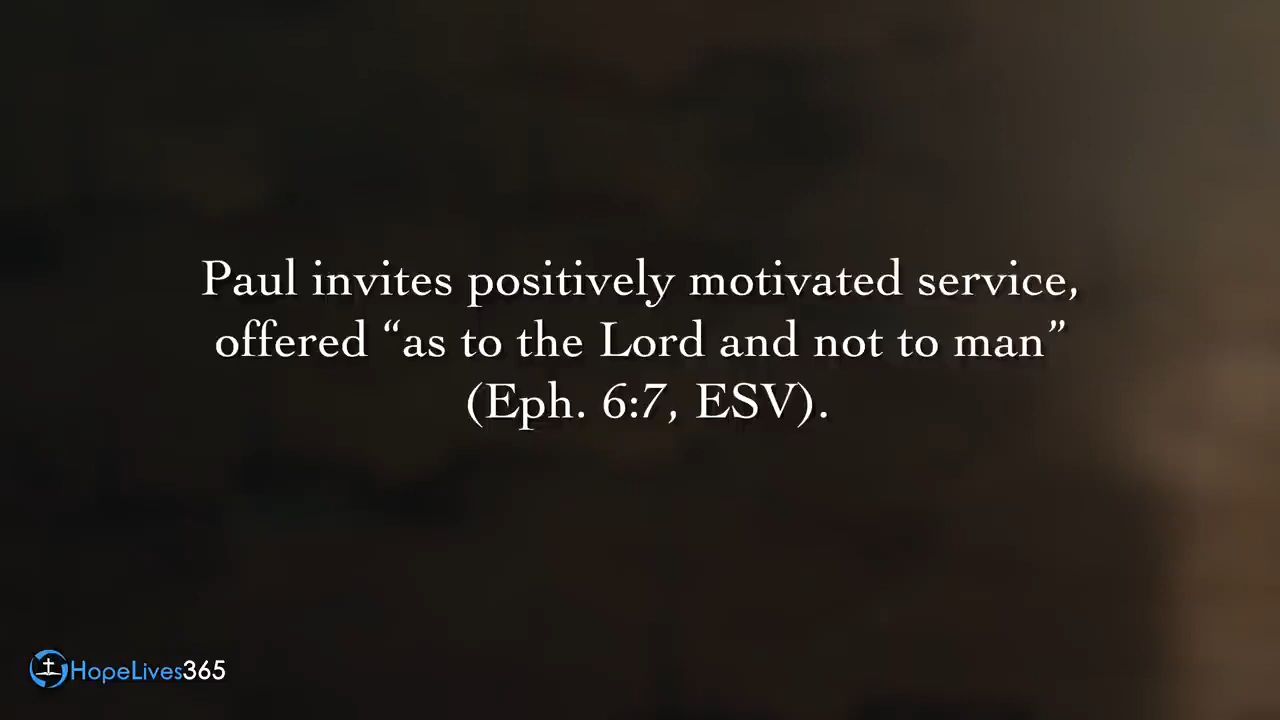 Paul invites positively motivated service,
offered “as to the Lord and not to man”
(Eph. 6:7, ESV).
HopeLives365